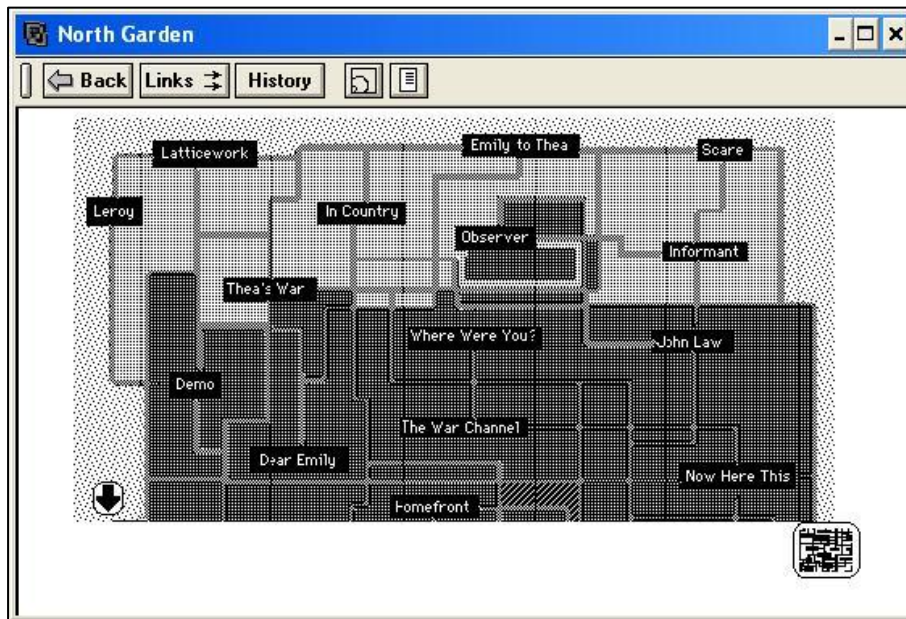 North Garden
Back Links History
Emily to Thea
Scare
Latticework
Leroy
In Country
Observer
Informant
Thea's War
Where Were You?
John Law
Demo
The War Channel
Dear Emily
Now Here This
Homefront